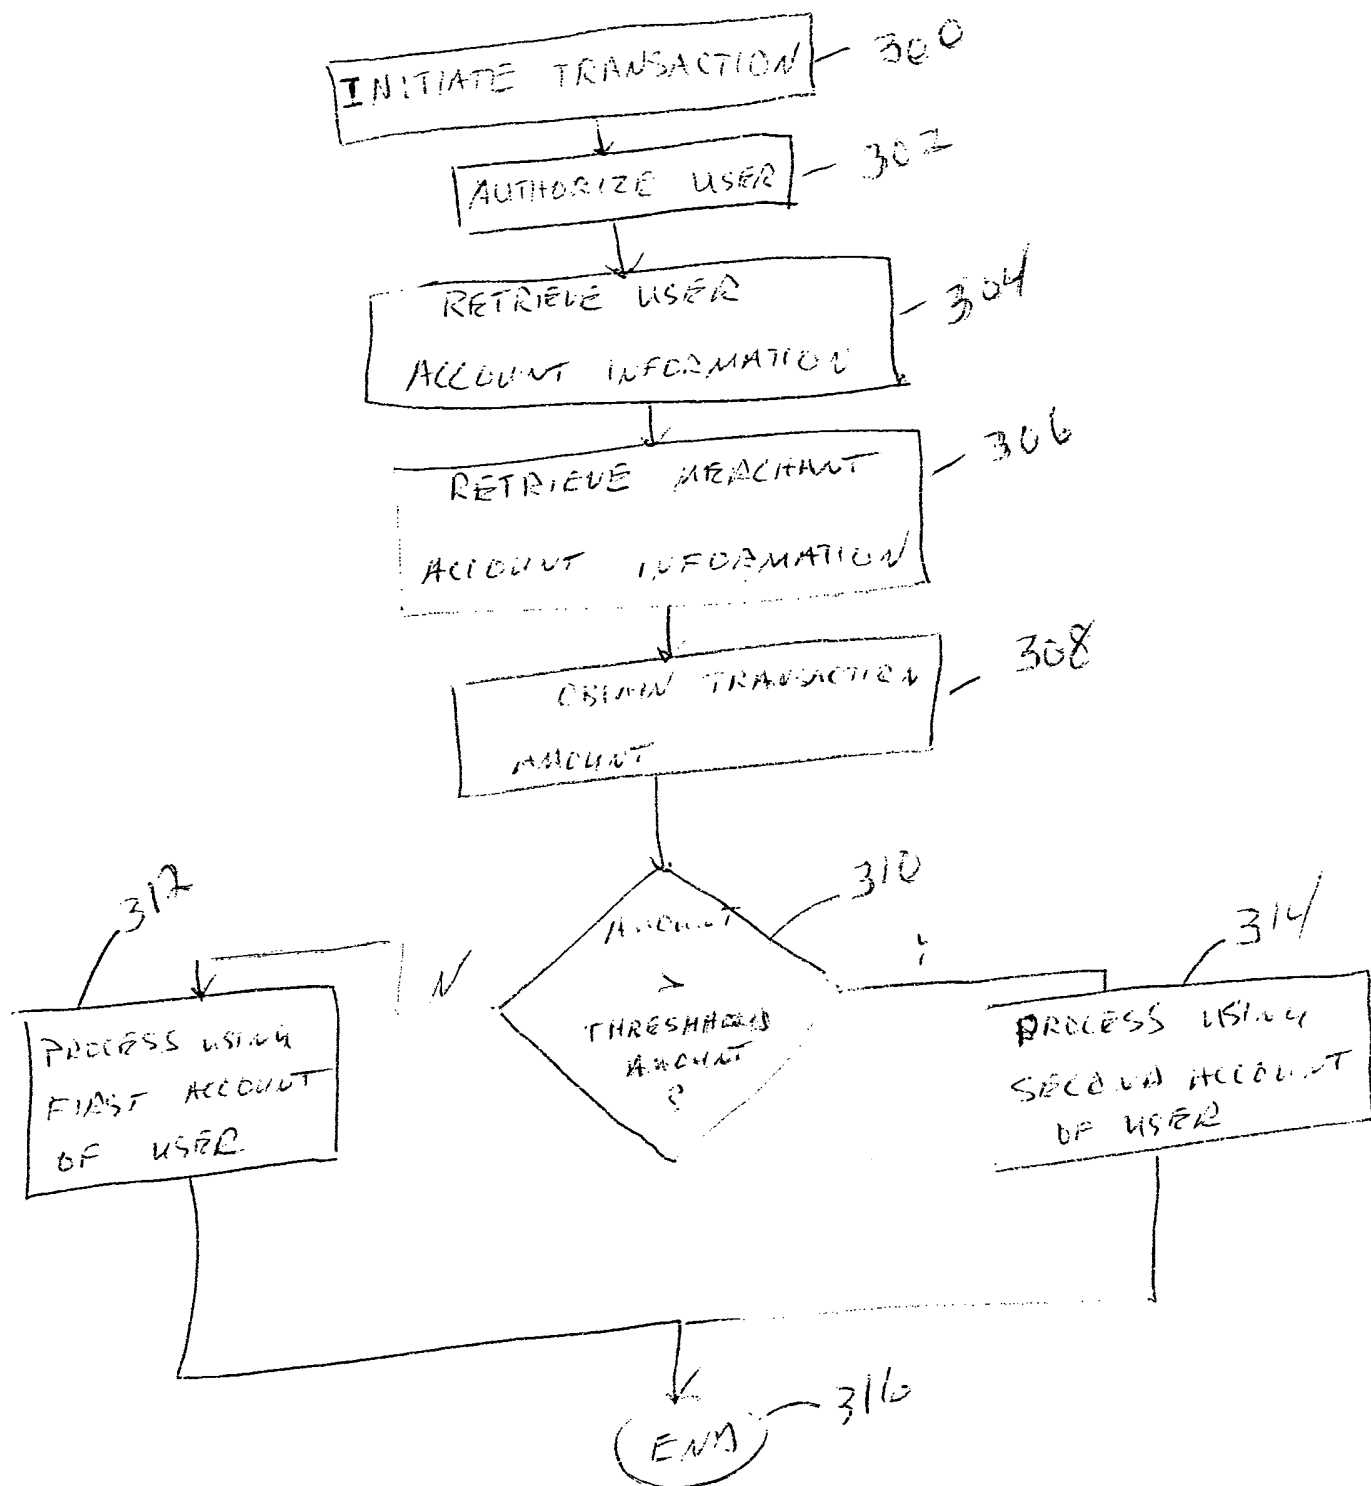 INITIATE TRANSACTION
300
AUTHORIZE USER
302
RETRIEVE USER
ACCOUNT INFORMATION
304
RETRIEVE MERCHANT
ACCOUNT INFORMATION
306
OBTAIN TRANSACTION
AMOUNT
308
AMOUNT
>
THRESHHOLD
AMOUNT
?
310
N
312
PROCESS USING
FIRST ACCOUNT
OF USER
314
PROCESS USING
SECOND ACCOUNT
OF USER
END
316